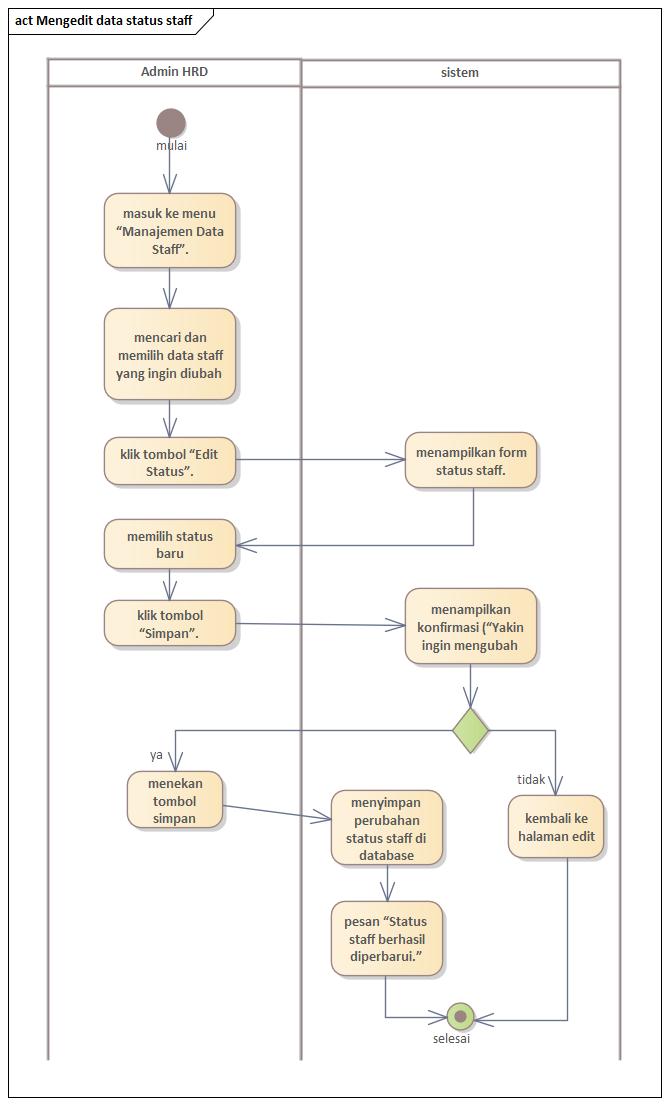 act Mengedit data status staff
Admin HRD
sistem
mulai
masuk ke menu
“Manajemen Data
Staff”.
mencari dan
memilih data staff
yang ingin diubah
klik tombol “Edit
Status”.
menampilkan form
status staff.
memilih status
baru
klik tombol
“Simpan”.
menampilkan
konfirmasi (“Yakin
ingin mengubah
ya
tidak
menekan
tombol
simpan
menyimpan
perubahan
status staff di
database
kembali ke
halaman edit
pesan “Status
staff berhasil
diperbarui.”
selesai